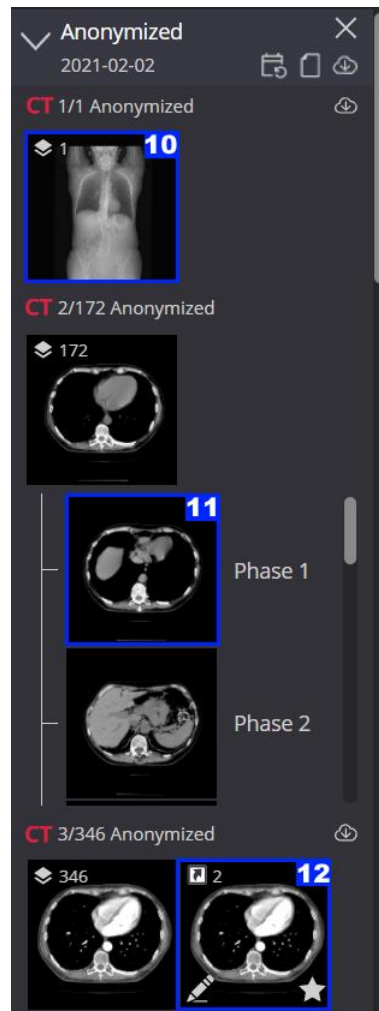 Anonymized
2021-02-02
CT 1/1 Anonymized
1
10
CT 2/172 Anonymized
172
11
Phase 1
Phase 2
CT 3/346 Anonymized
346
2
12